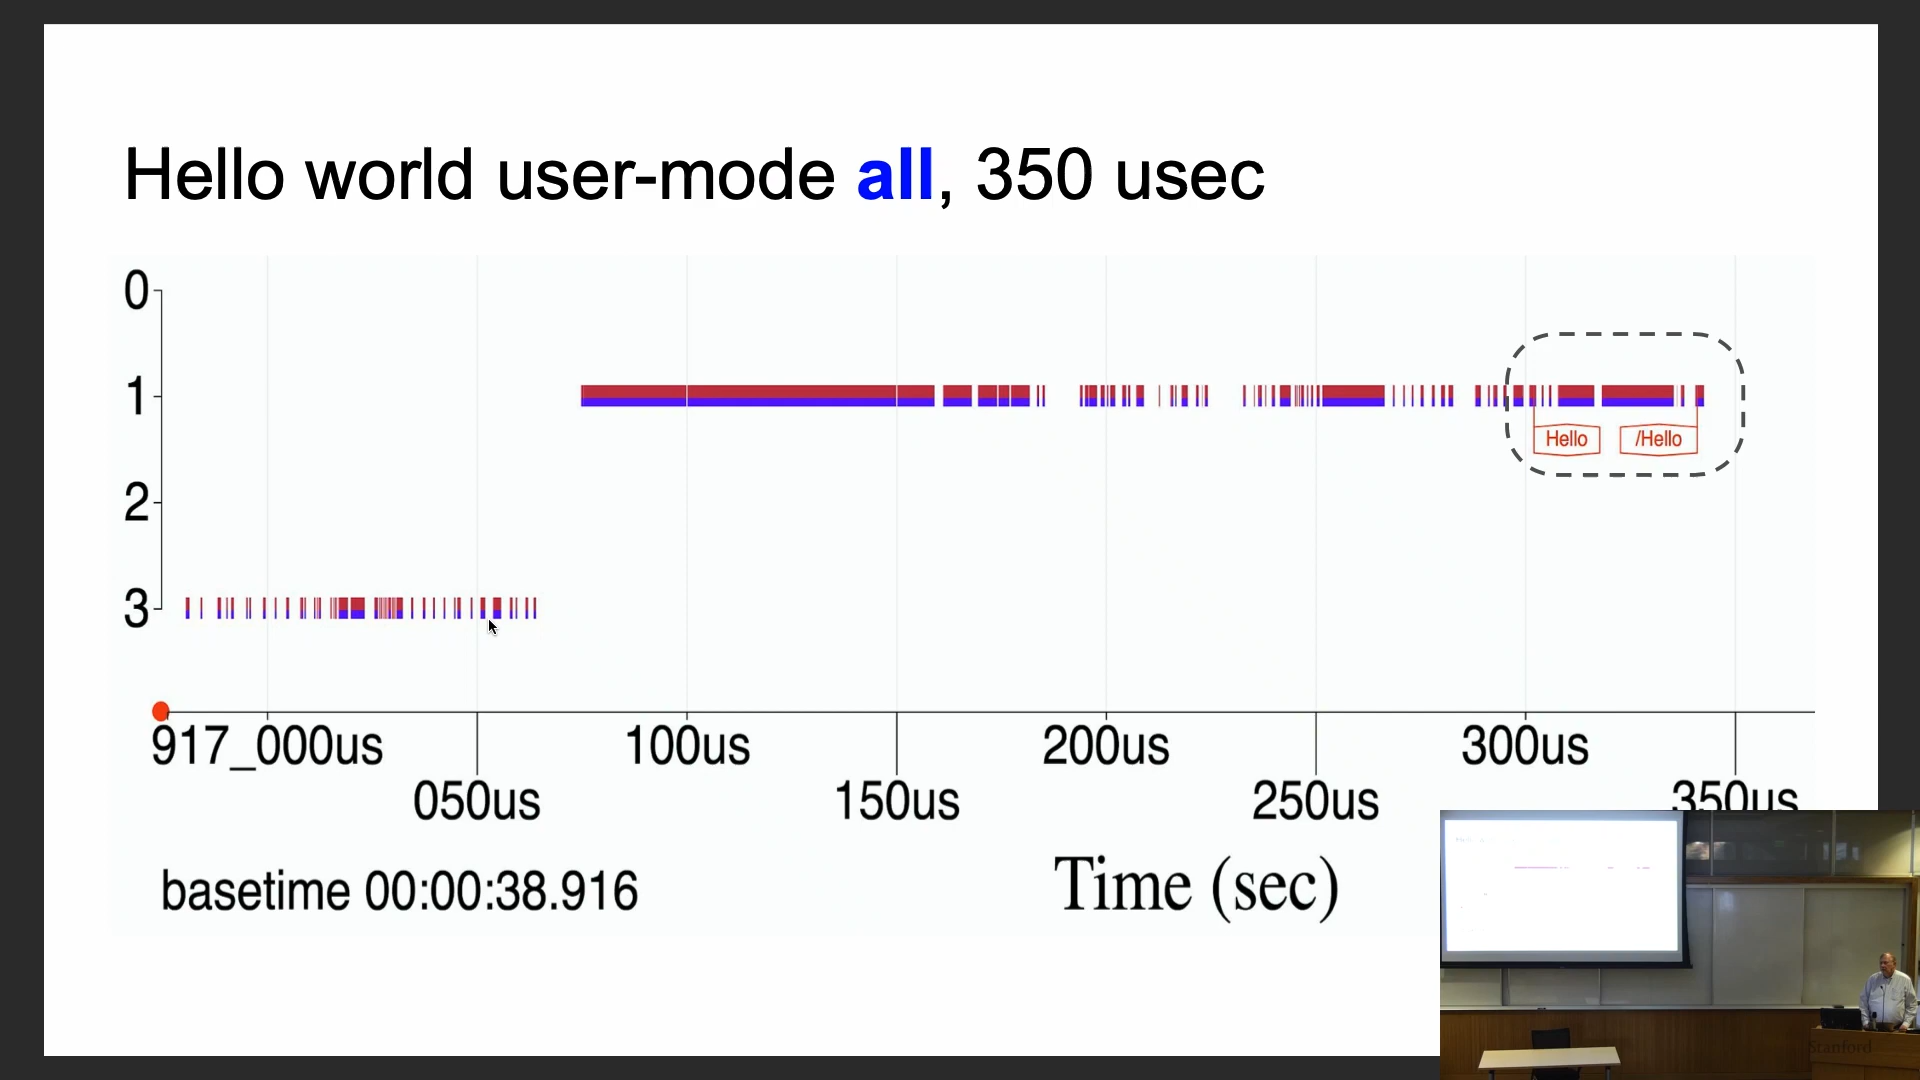 Hello world user-mode all, 350 usec
0
1
2
3
Hello
/Hello
917_000us
100us
200us
300us
050us
150us
250us
350us
basetime 00:00:38.916
Time (sec)
Stanford